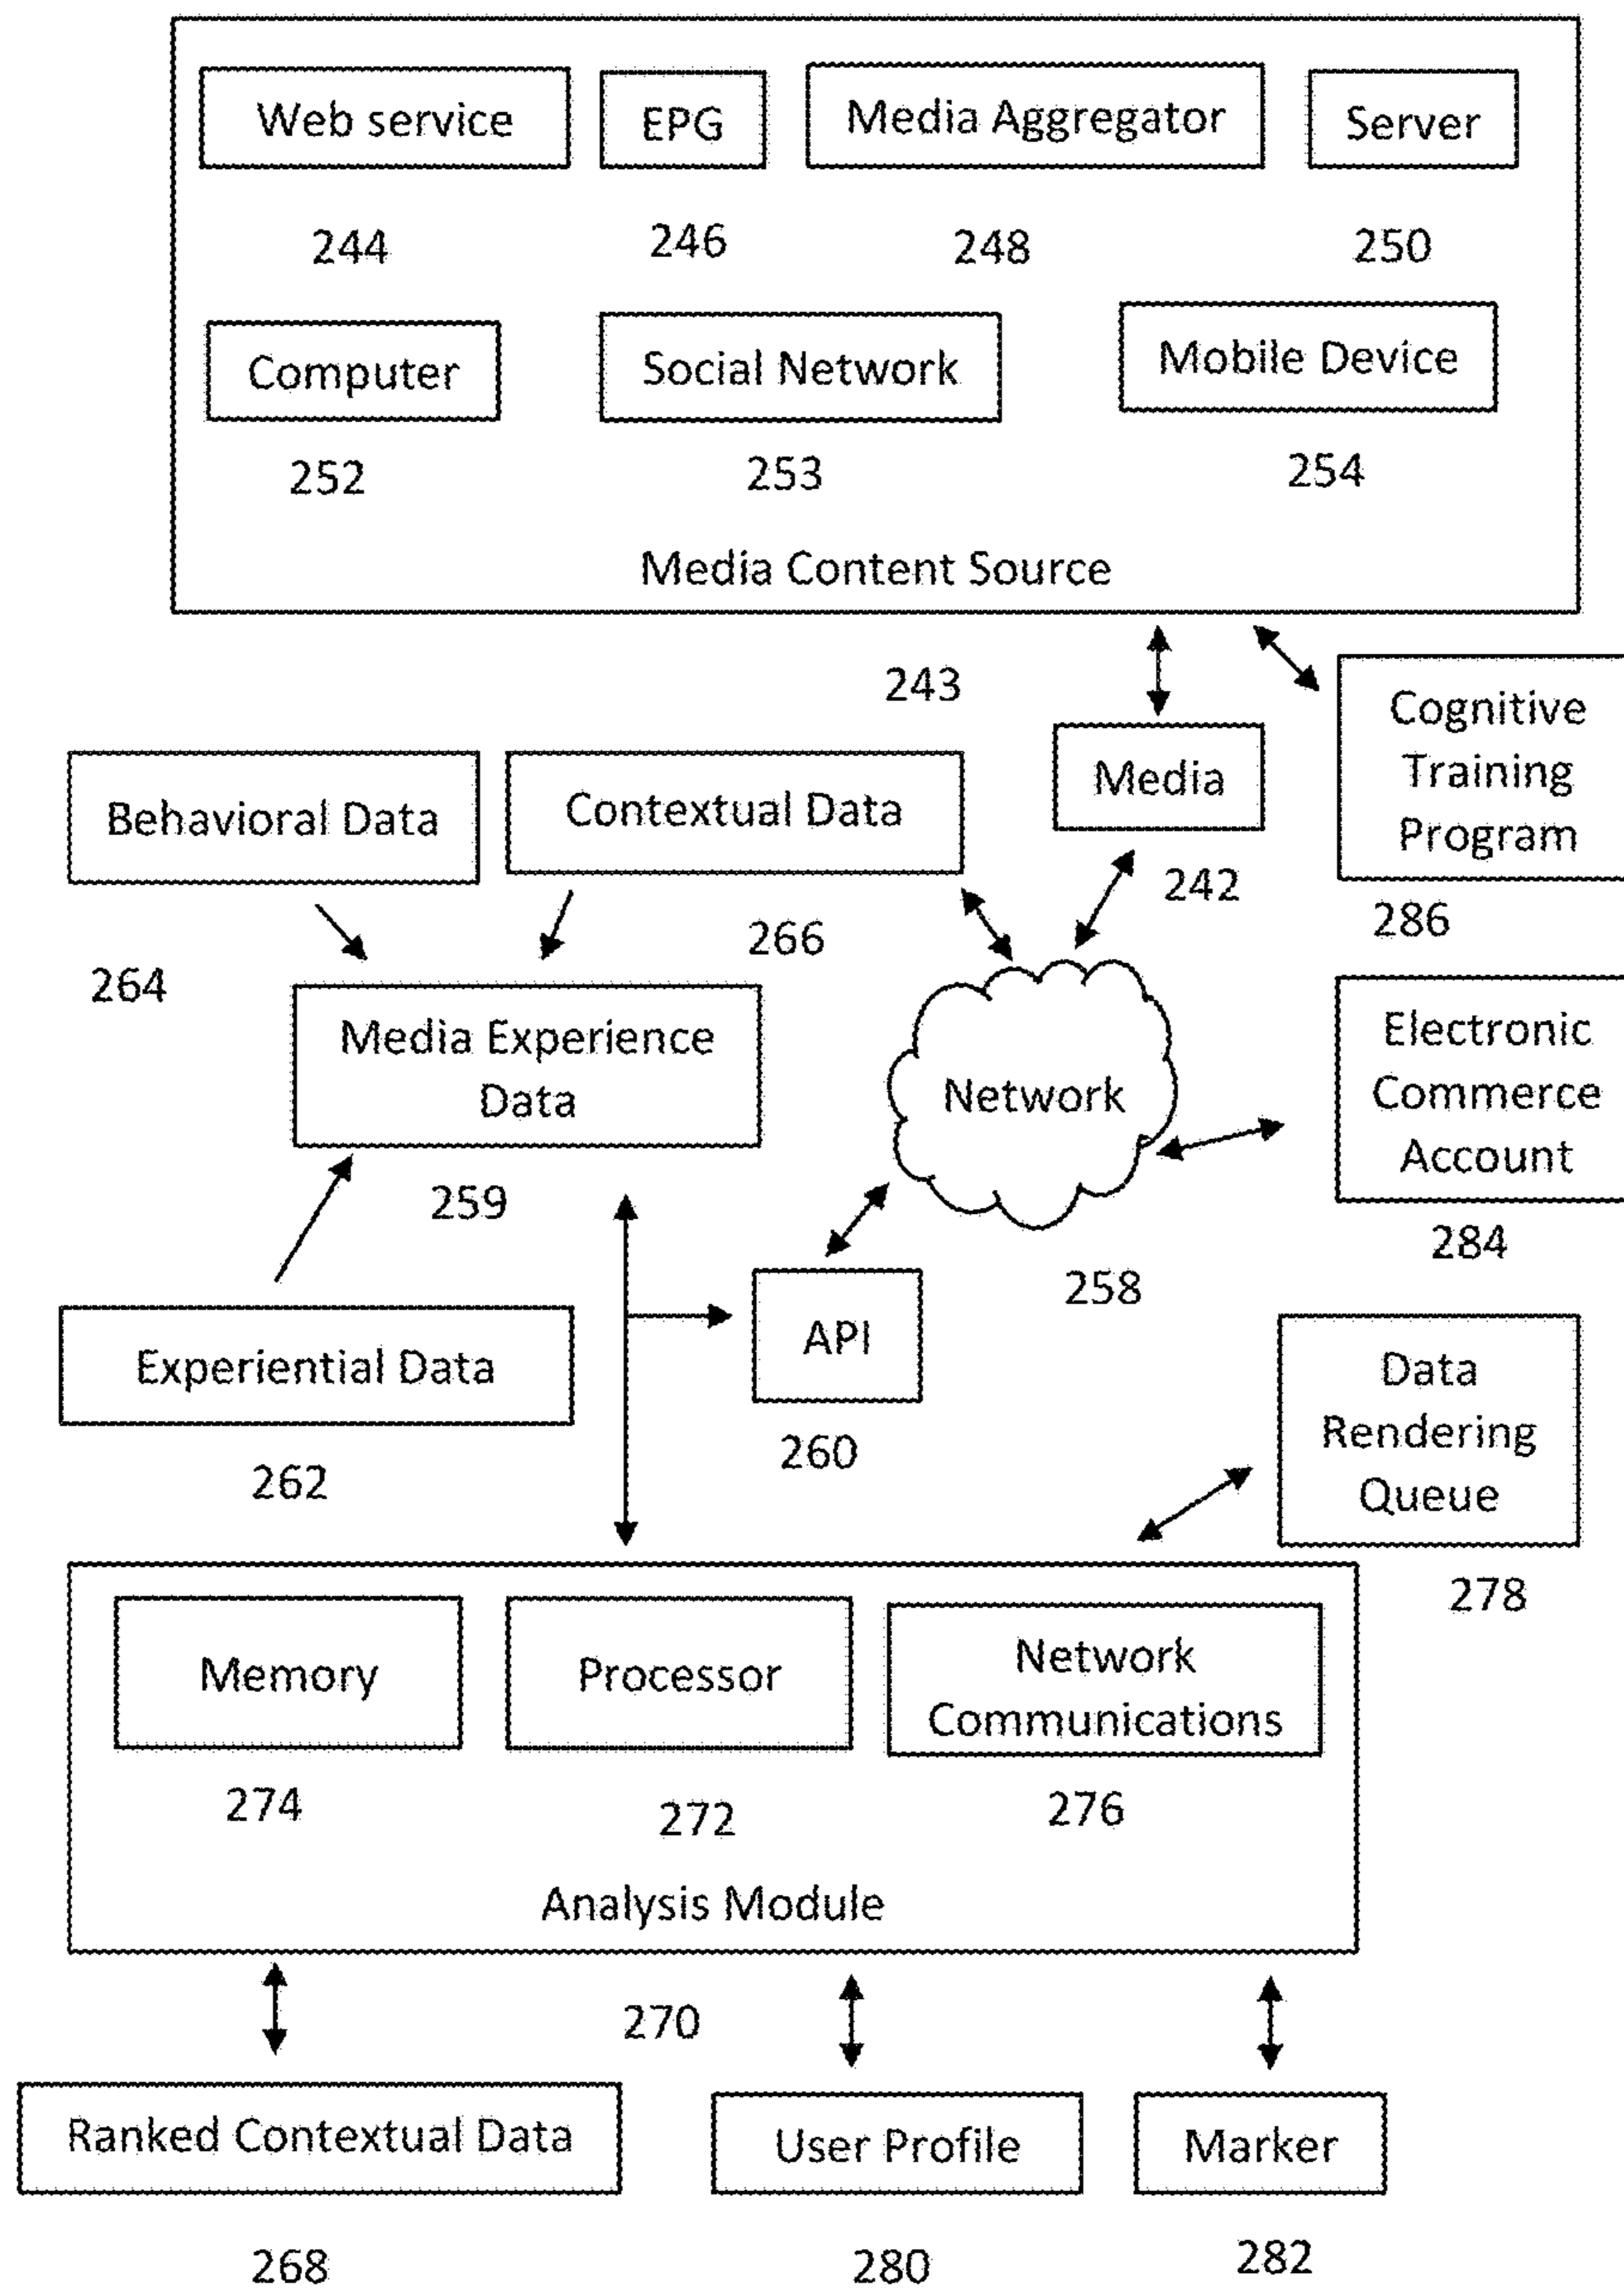 Web service
EPG
Media Aggregator
Server
244
246
248
250
Computer
Social Network
Mobile Device
252
253
254
Media Content Source
243
Cognitive
Training
Program
Media
Behavioral Data
Contextual Data
242
286
266
264
Media Experience
Data
Network
Electronic
Commerce
Account
259
284
258
API
Experiential Data
260
262
Data
Rendering
Queue
278
Memory
Processor
Network
Communications
274
272
276
Analysis Module
270
Ranked Contextual Data
User Profile
Marker
268
280
282